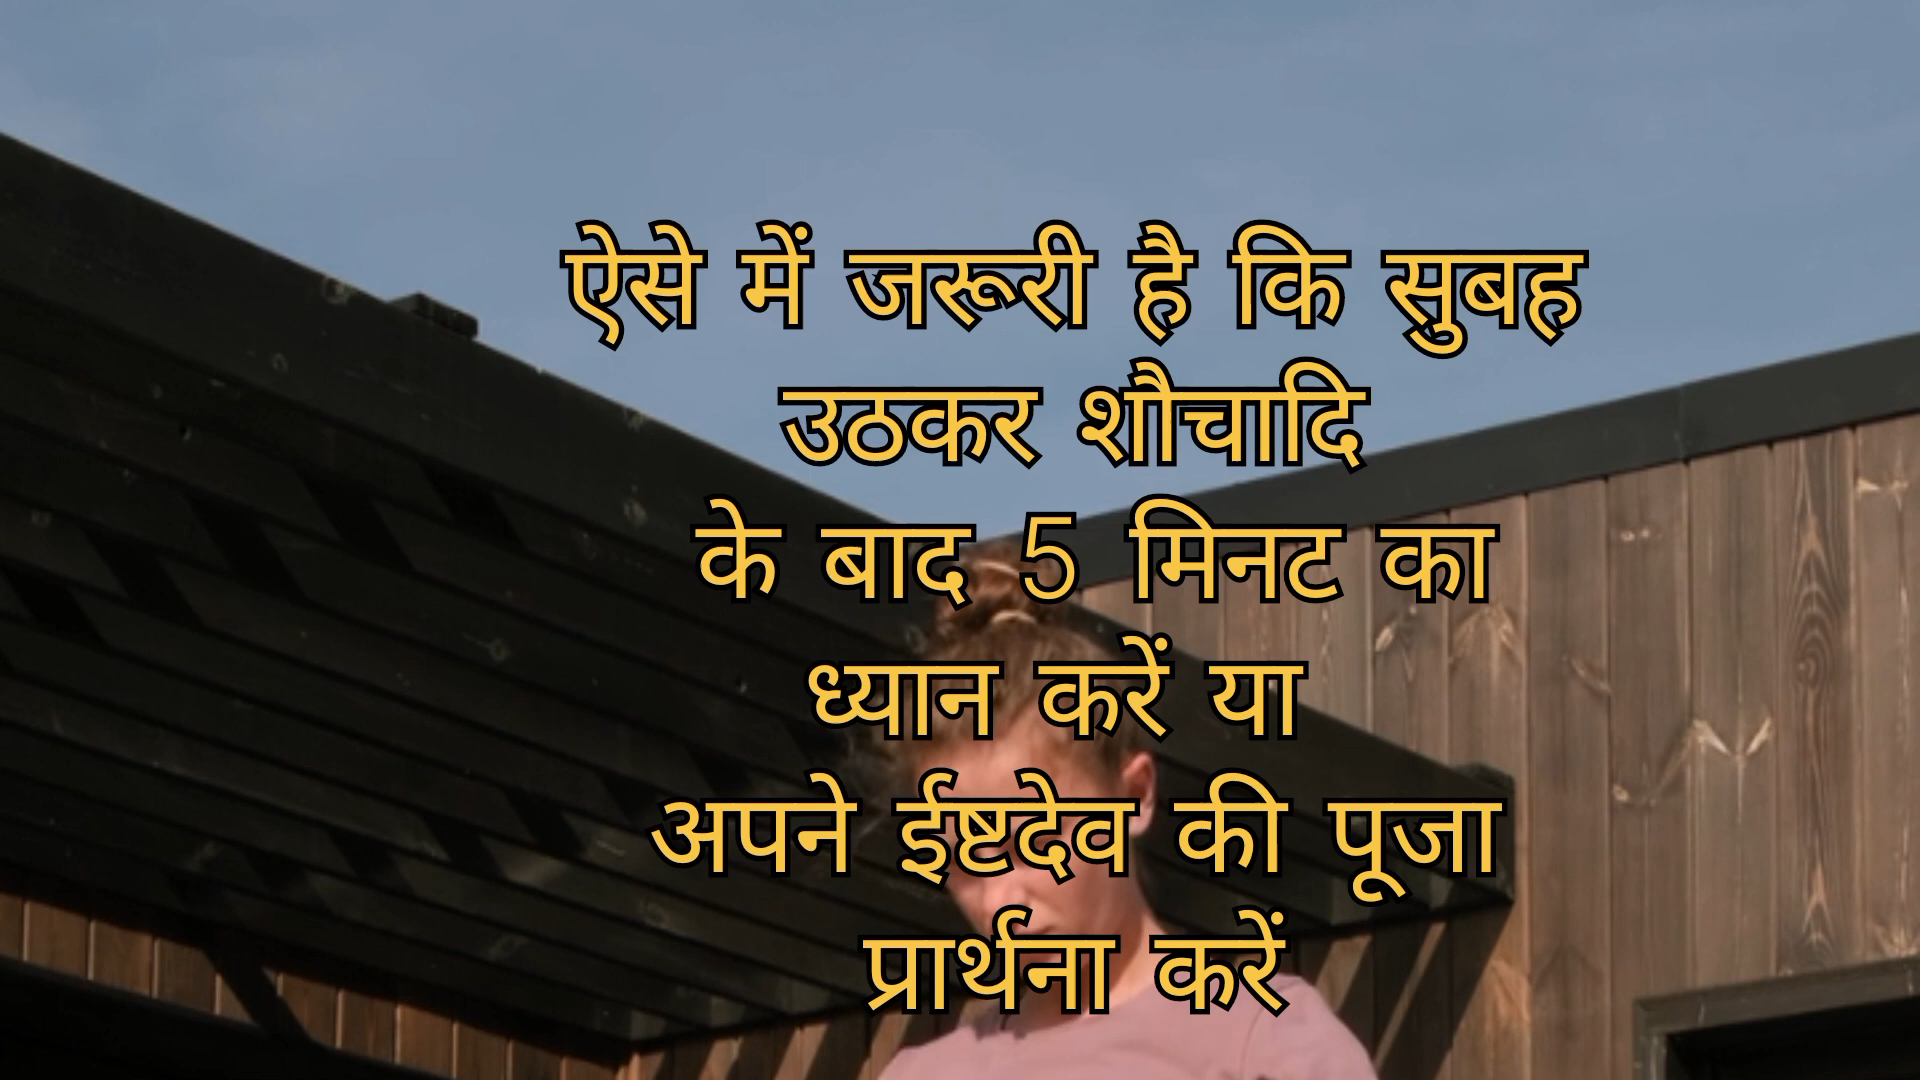 ऐसे में जरूरी है कि सुबह
उठकर शौचादि
के बाद 5 मिनट का
ध्यान करें या
अपने ईष्टदेव की पूजा
प्रार्थना करें